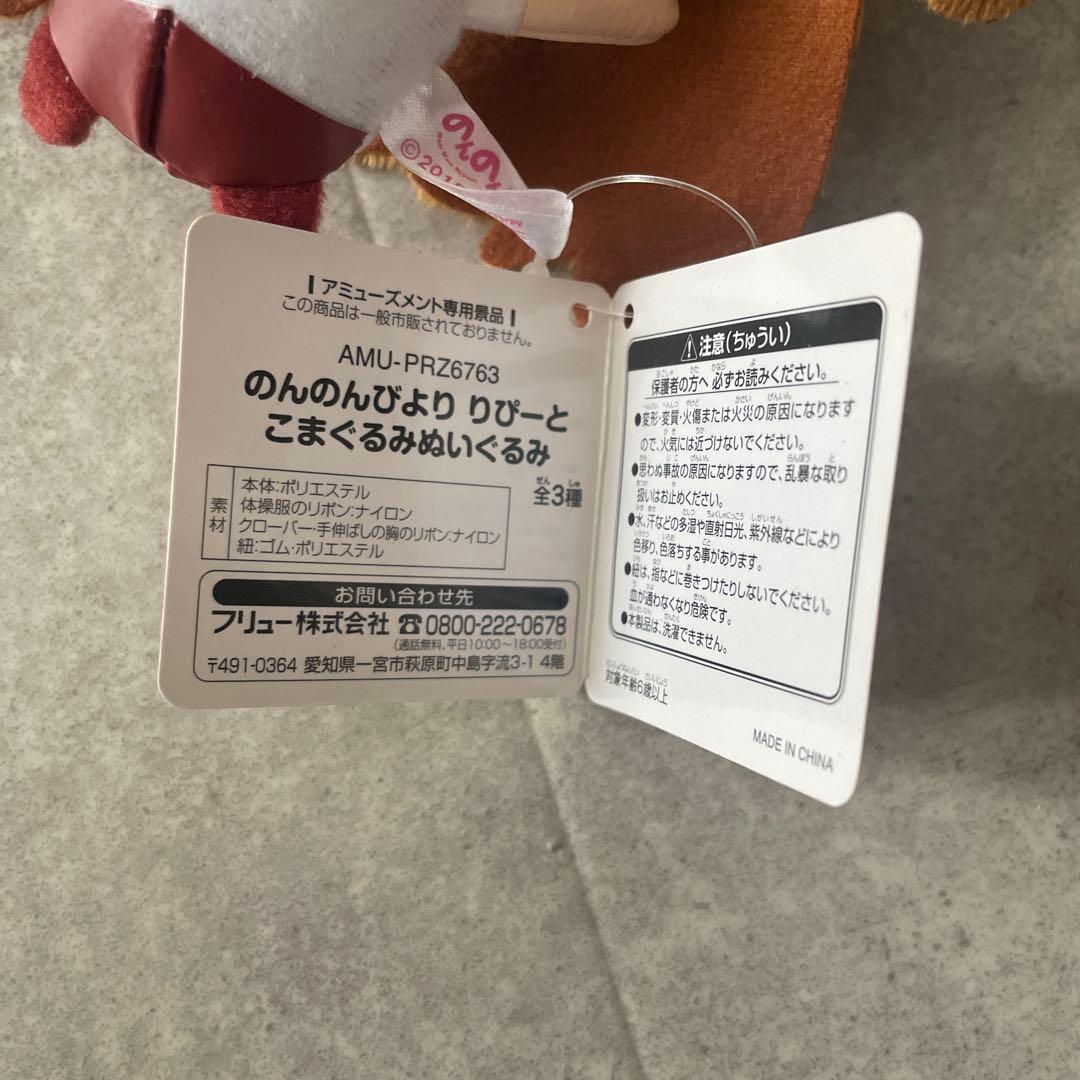 のんの
Non Non Biyori
©201
アミューズメント専用景品
この商品は一般市販されておりません。
AMU-PRZ6763
のんのんびより りぴーと
こまぐるみぬいぐるみ
全3種
ぜん しゅ
素材
本体:ポリエステル
体操服のリボン:ナイロン
クローバー・手伸ばしの胸のリボン:ナイロン
紐:ゴム・ポリエステル
お問い合わせ先
フリュー株式会社 ☎0800-222-0678
(通話無料、平日10:00～18:00受付)
〒491-0364 愛知県一宮市萩原町中島字流3-1 4階
⚠注意(ちゅうい)
保護者の方へ 必ずお読みください。
●変形・変質・火傷または火災の原因になります
ので、火気には近づけないでください。
●思わぬ事故の原因になりますので、乱暴な取り
扱いはお止めください。
●水、汗などの多湿や直射日光、紫外線などにより
色移り、色落ちする事があります。
●紐は、指などに巻きつけたりしないでください。
血が通わなくなり危険です。
●本製品は、洗濯できません。
対象年齢6歳以上
MADE IN CHINA